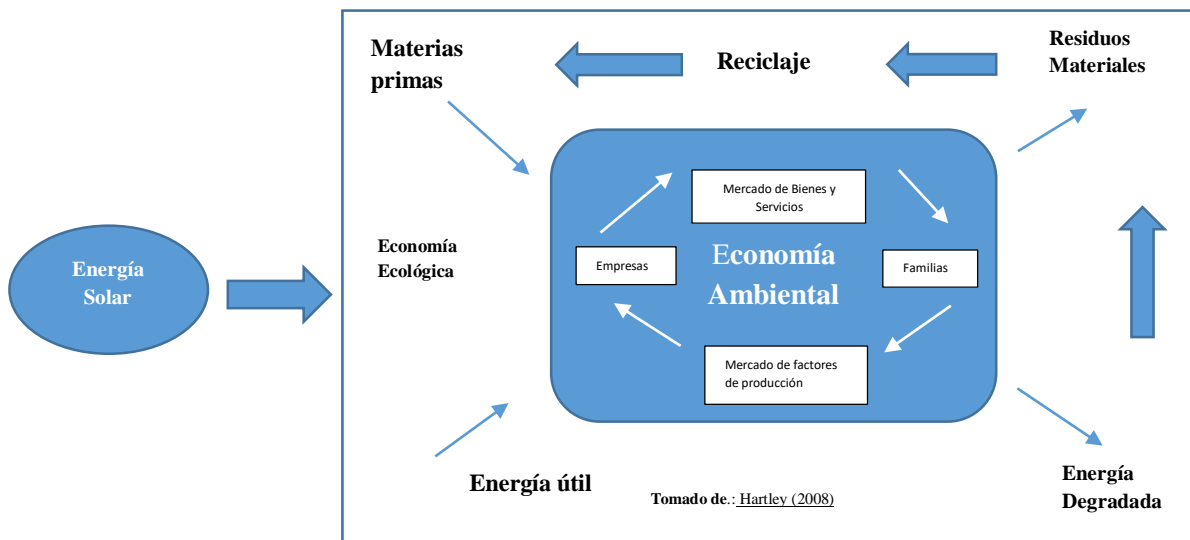 Materias
primas
Reciclaje
Residuos
Materiales
Mercado de Bienes y
Servicios
Energía
Solar
Economía
Ecológica
Empresas
Economía
Ambiental
Familias
Mercado de factores
de producción
Energía útil
Tomado de.: Hartley (2008)
Energía
Degradada